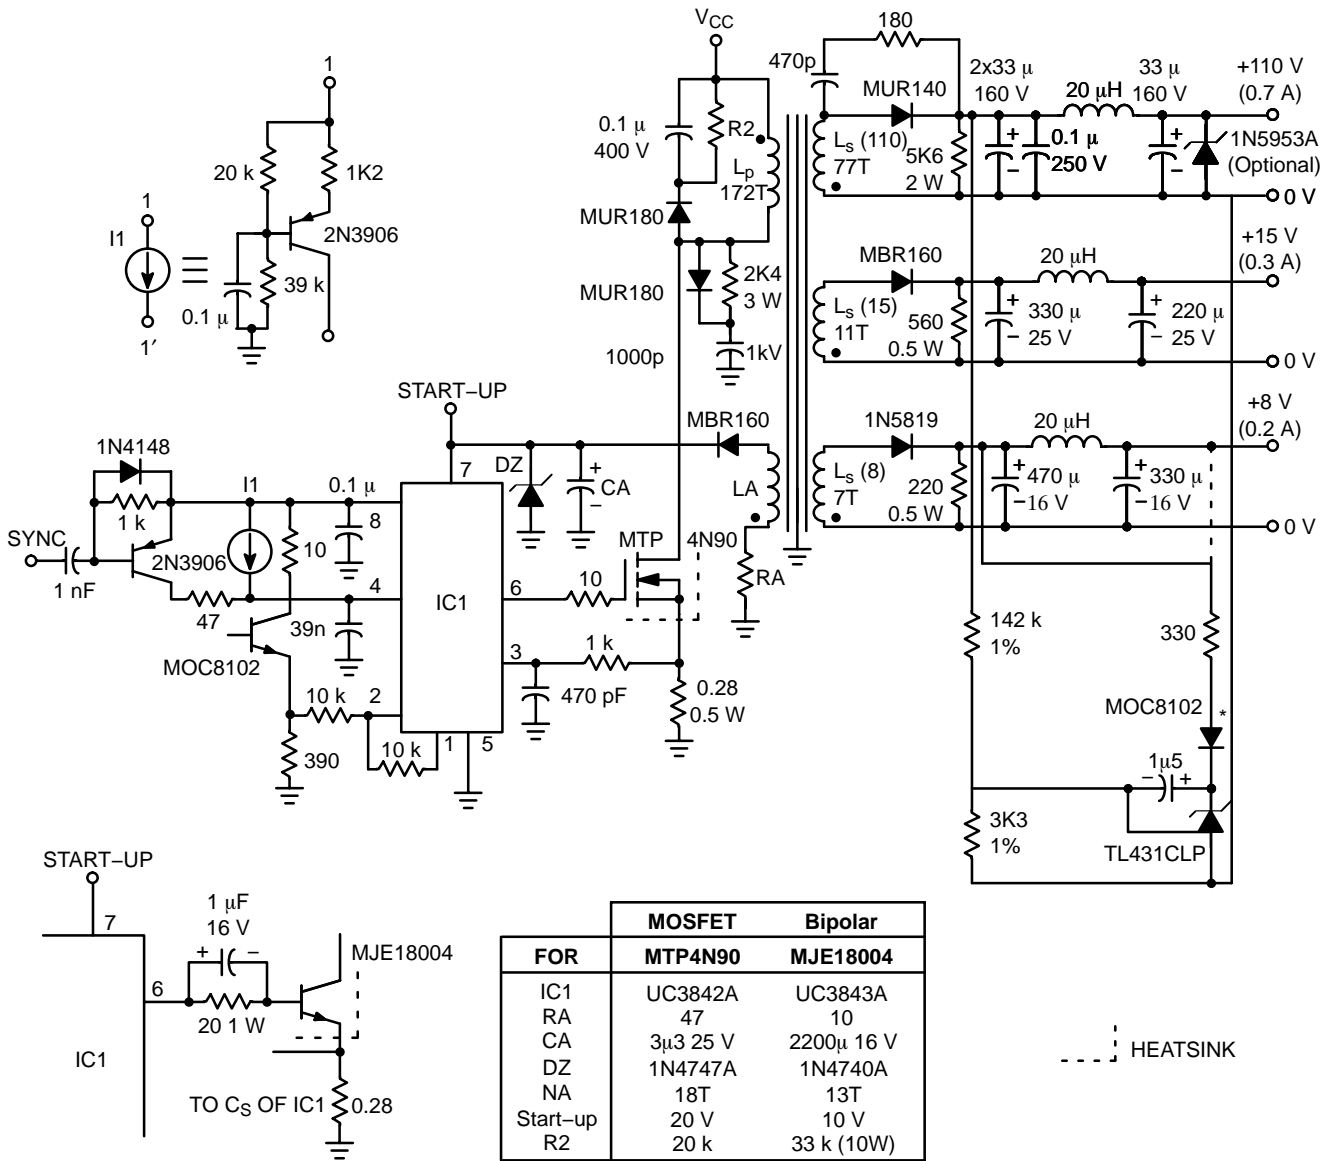 V_CC
180
470p
MUR140
2x33 μ
160 V
20 μH
33 μ
160 V
+110 V
(0.7 A)
0.1 μ
400 V
R2
L_p
172T
L_s (110)
77T
5K6
2 W
0.1 μ
250 V
1N5953A
(Optional)
0 V
1
20 k
1K2
2N3906
39 k
0.1 μ
1
I1
1′
MUR180
MUR180
2K4
3 W
1000p
1kV
MBR160
L_s (15)
11T
560
0.5 W
330 μ
25 V
20 μH
220 μ
25 V
+15 V
(0.3 A)
0 V
+
−
+
−
+
−
+
−
START–UP
7
DZ
+
CA
−
MBR160
LA
RA
1N5819
L_s (8)
7T
220
0.5 W
+
470 μ
−16 V
20 μH
+
330 μ
−16 V
+8 V
(0.2 A)
0 V
1N4148
1 k
SYNC
1 nF
2N3906
47
I1
10
0.1 μ
8
4
39n
MOC8102
10 k
2
390
10 k
1
5
IC1
6
10
MTP
4N90
3
1 k
470 pF
0.28
0.5 W
142 k
1%
330
MOC8102
*
1μ5
−
+
3K3
1%
TL431CLP
START–UP
7
1 μF
16 V
+
−
6
20 1 W
MJE18004
IC1
TO C_S OF IC1
0.28
MOSFET Bipolar
FOR MTP4N90 MJE18004
IC1 UC3842A UC3843A
RA 47 10
CA 3μ3 25 V 2200μ 16 V
DZ 1N4747A 1N4740A
NA 18T 13T
Start–up 20 V 10 V
R2 20 k 33 k (10W)
HEATSINK